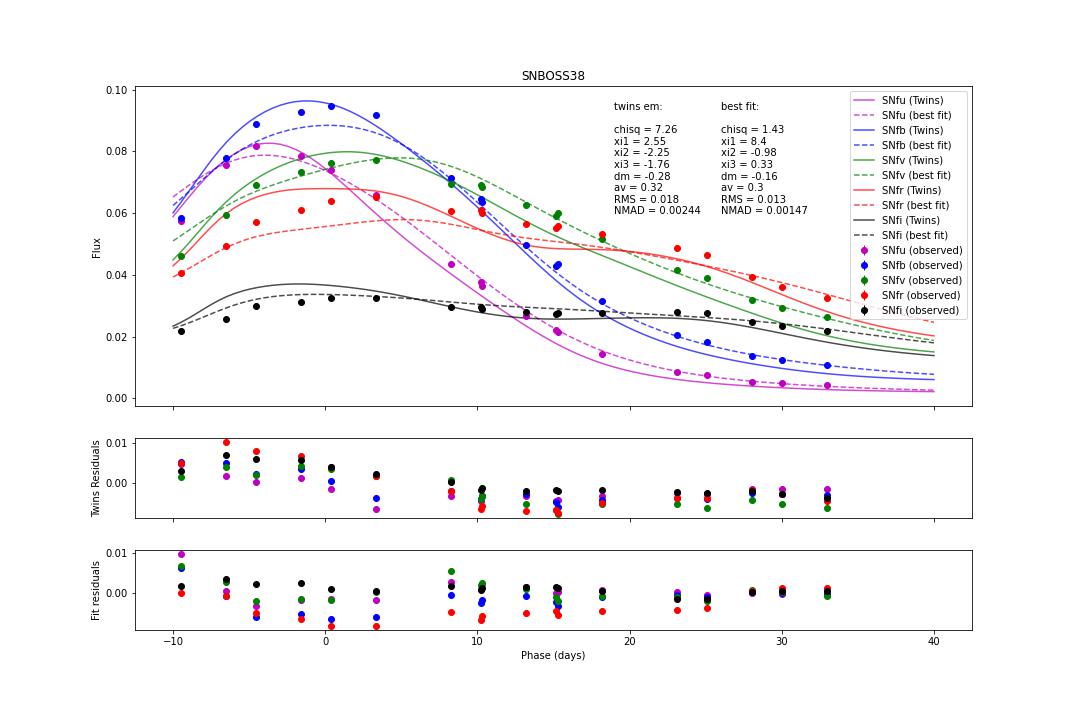 SNBOSS38
0.10
0.08
0.06
0.04
0.02
0.00
Flux
twins em: best fit:
chisq = 7.26 chisq = 1.43
xi1 = 2.55 xi1 = 8.4
xi2 = -2.25 xi2 = -0.98
xi3 = -1.76 xi3 = 0.33
dm = -0.28 dm = -0.16
av = 0.32 av = 0.3
RMS = 0.018 RMS = 0.013
NMAD = 0.00244 NMAD = 0.00147
SNfu (Twins)
SNfu (best fit)
SNfb (Twins)
SNfb (best fit)
SNfv (Twins)
SNfv (best fit)
SNfr (Twins)
SNfr (best fit)
SNfi (Twins)
SNfi (best fit)
SNfu (observed)
SNfb (observed)
SNfv (observed)
SNfr (observed)
SNfi (observed)
0.01
0.00
Twins Residuals
0.01
0.00
Fit residuals
−10 0 10 20 30 40
Phase (days)